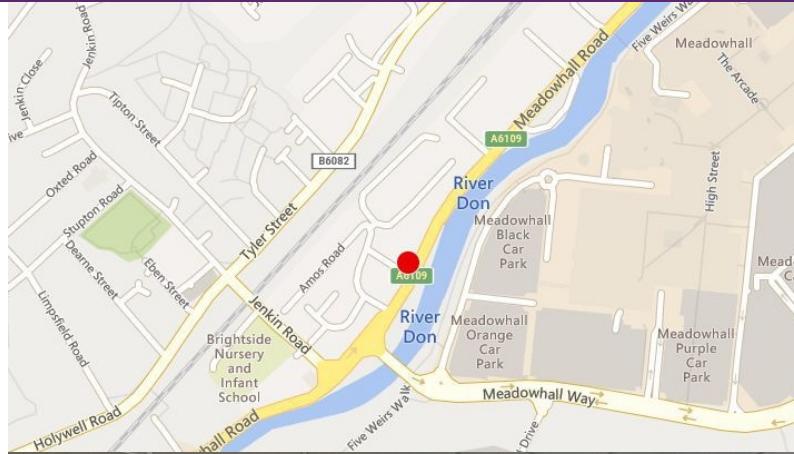 Five Weirs Walk
Meadowhall
The Arcade
Meadowhall Road
Jenkin Road
Jenkin Close
Tipton Street
A6109
B6082
Oxted Road
River
Don
High Street
Stupton Road
Tyler Street
Meadowhall
Black
Car
Park
Dearne Street
Eben Street
Amos Road
A6109
Limpsfield Road
Jenkin Road
River
Don
Meadowhall
Orange
Car
Park
Meadowhall
Purple
Car
Park
Brightside
Nursery
and
Infant
School
Meadowhall Way
Five Weirs Walk
Holywell Road
hall Road
Drive